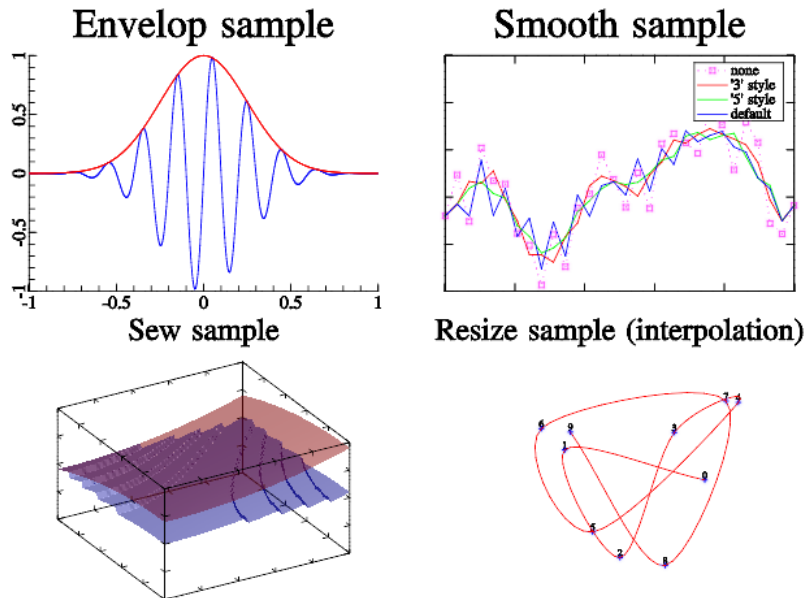 Envelop sample
Smooth sample
1
0.5
0
-0.5
-1
-1
-0.5
0
0.5
1
none
'3' style
'5' style
default
Sew sample
Resize sample (interpolation)
7
4
6
9
3
1
0
5
2
8